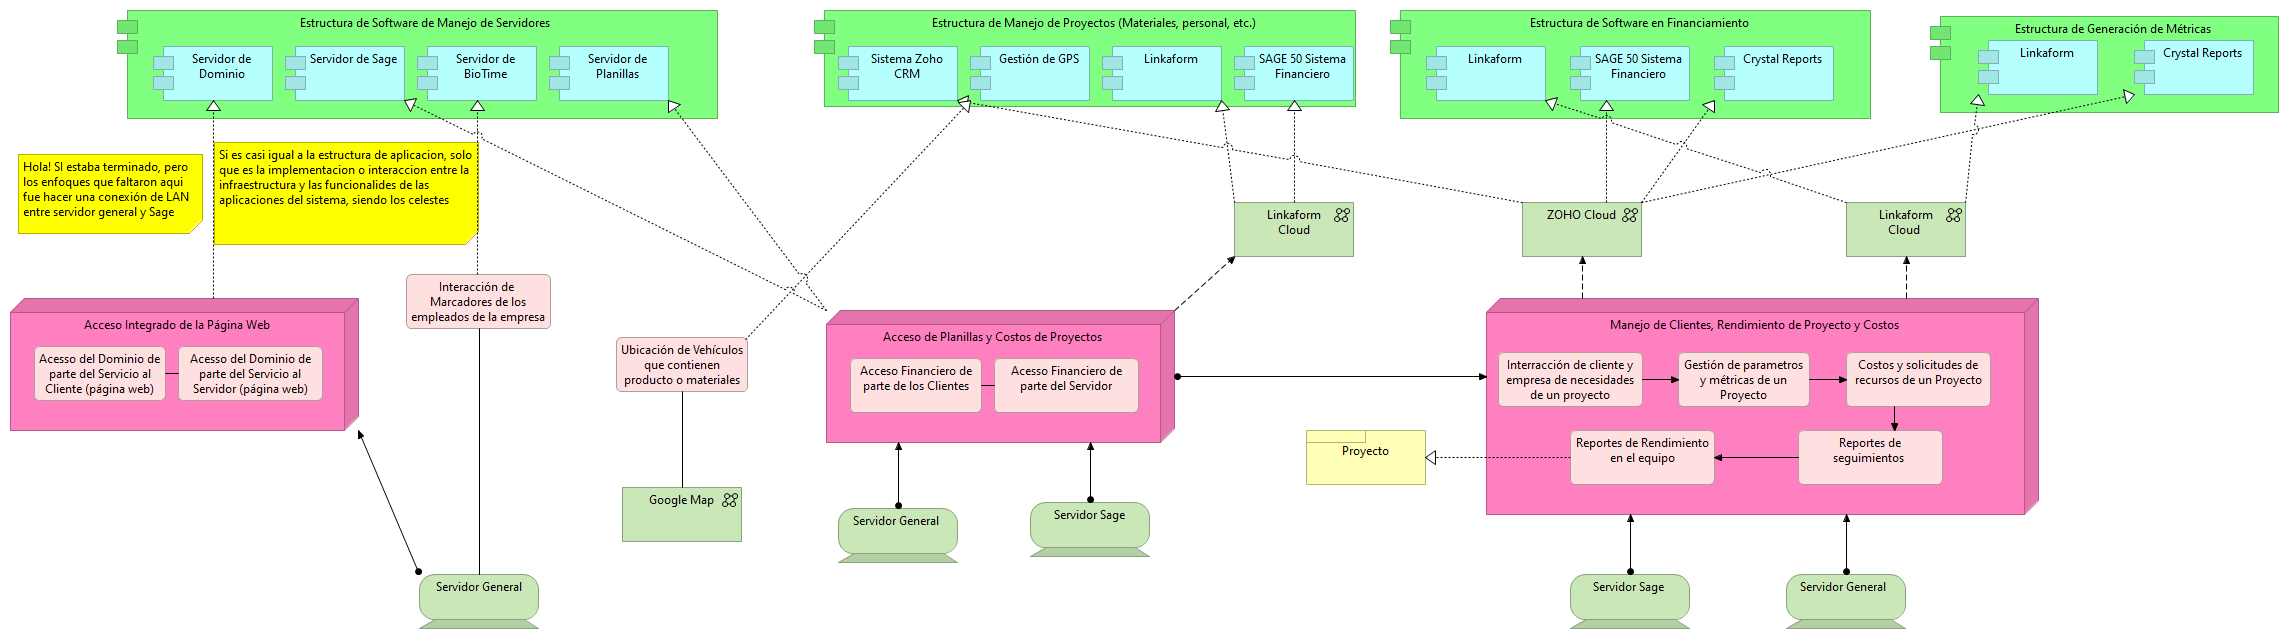 Estructura de Software de Manejo de Servidores
Servidor de
Dominio
Servidor de Sage
Servidor de
BioTime
Servidor de
Planillas
Estructura de Manejo de Proyectos (Materiales, personal, etc.)
Sistema Zoho
CRM
Gestión de GPS
Linkaform
SAGE 50 Sistema
Financiero
Estructura de Software en Financiamiento
Linkaform
SAGE 50 Sistema
Financiero
Crystal Reports
Estructura de Generación de Métricas
Linkaform
Crystal Reports
Hola! SI estaba terminado, pero
los enfoques que faltaron aqui
fue hacer una conexión de LAN
entre servidor general y Sage
Si es casi igual a la estructura de aplicacion, solo
que es la implementacion o interaccion entre la
infraestructura y las funcionalides de las
aplicaciones del sistema, siendo los celestes
Linkaform
Cloud
ZOHO Cloud
Linkaform
Cloud
Interacción de
Marcadores de los
empleados de la empresa
Acceso Integrado de la Página Web
Acesso del Dominio de
parte del Servicio al
Cliente (página web)
Acesso del Dominio de
parte del Servicio al
Servidor (página web)
Ubicación de Vehículos
que contienen
producto o materiales
Acceso de Planillas y Costos de Proyectos
Acceso Financiero de
parte de los Clientes
Acesso Financiero de
parte del Servidor
Manejo de Clientes, Rendimiento de Proyecto y Costos
Interracción de cliente y
empresa de necesidades
de un proyecto
Gestión de parametros
y métricas de un
Proyecto
Costos y solicitudes de
recursos de un Proyecto
Proyecto
Reportes de Rendimiento
en el equipo
Reportes de
seguimientos
Google Map
Servidor General
Servidor Sage
Servidor General
Servidor Sage
Servidor General